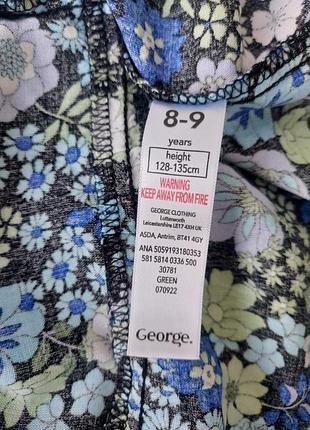 8-9
years
height
128-135cm
WARNING
KEEP AWAY FROM FIRE
GEORGE CLOTHING
Lutterworth
Leicestershire LE17 4XH UK
ASDA, Antrim, BT41 4GY
ANA 5059193180353
581 5814 0336 500
30781
GREEN
070922
George.